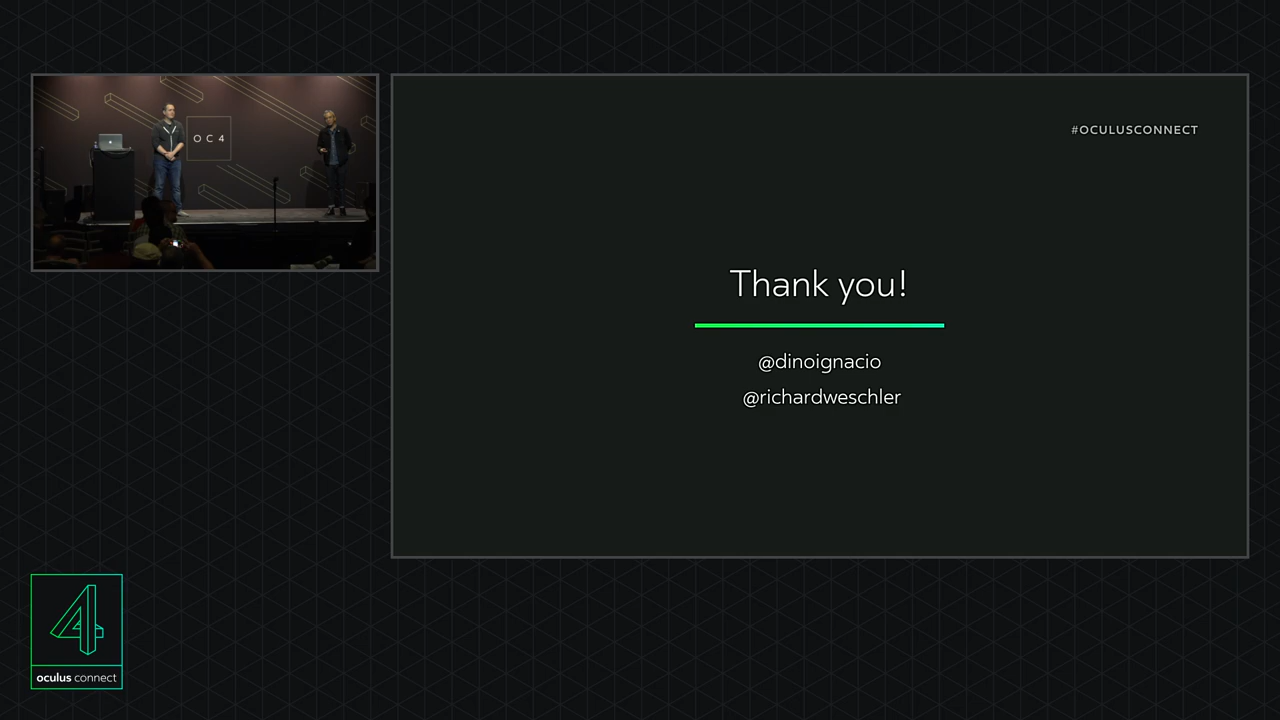 OC4
#OCULUSCONNECT
Thank you!
@dinoignacio
@richardweschler
4
oculus connect